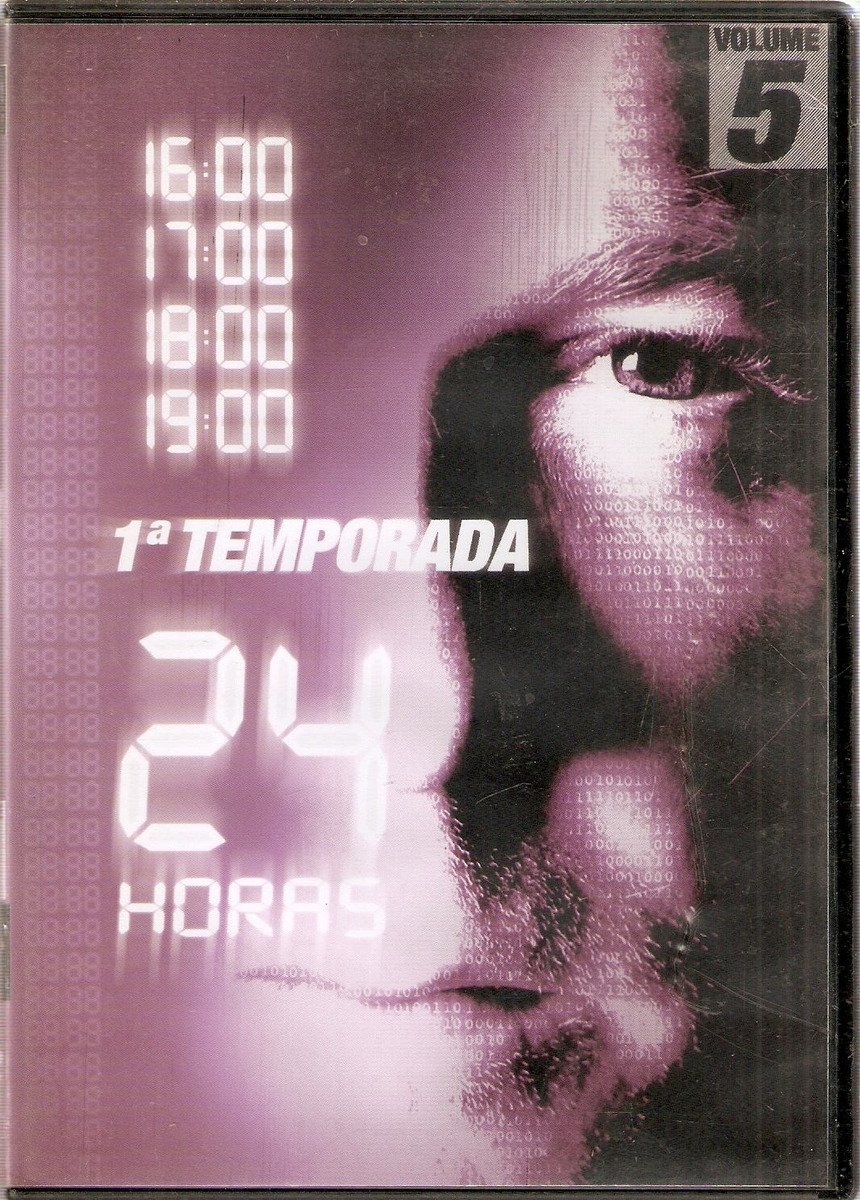 VOLUME
5
16:00
17:00
18:00
19:00
1ª TEMPORADA
24
HORAS